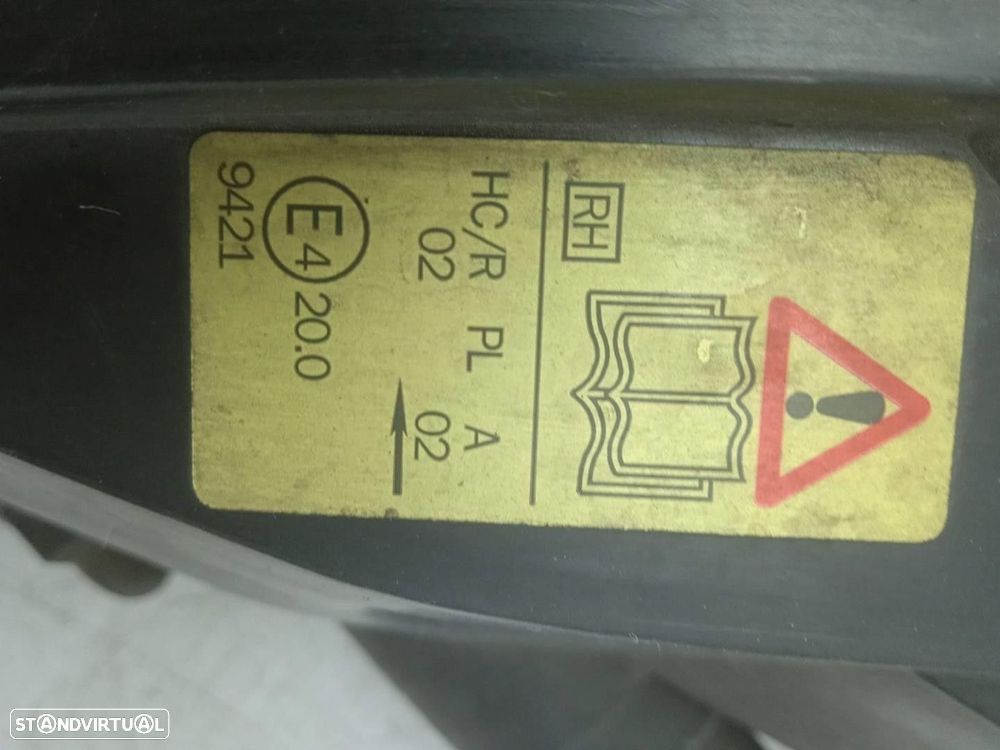 RH
HC/R PL A
02 02
E4 20.0
9421
STANDVIRTUAL